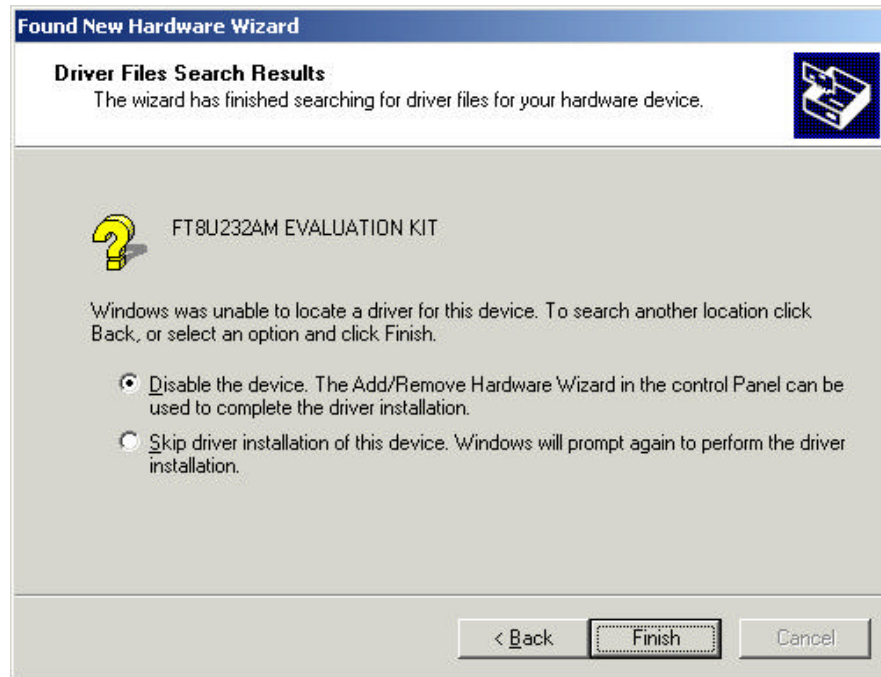 Found New Hardware Wizard
Driver Files Search Results
The wizard has finished searching for driver files for your hardware device.
FT8U232AM EVALUATION KIT
Windows was unable to locate a driver for this device. To search another location click
Back, or select an option and click Finish.
Disable the device. The Add/Remove Hardware Wizard in the control Panel can be
used to complete the driver installation.
Skip driver installation of this device. Windows will prompt again to perform the driver
installation.
< Back
Finish
Cancel